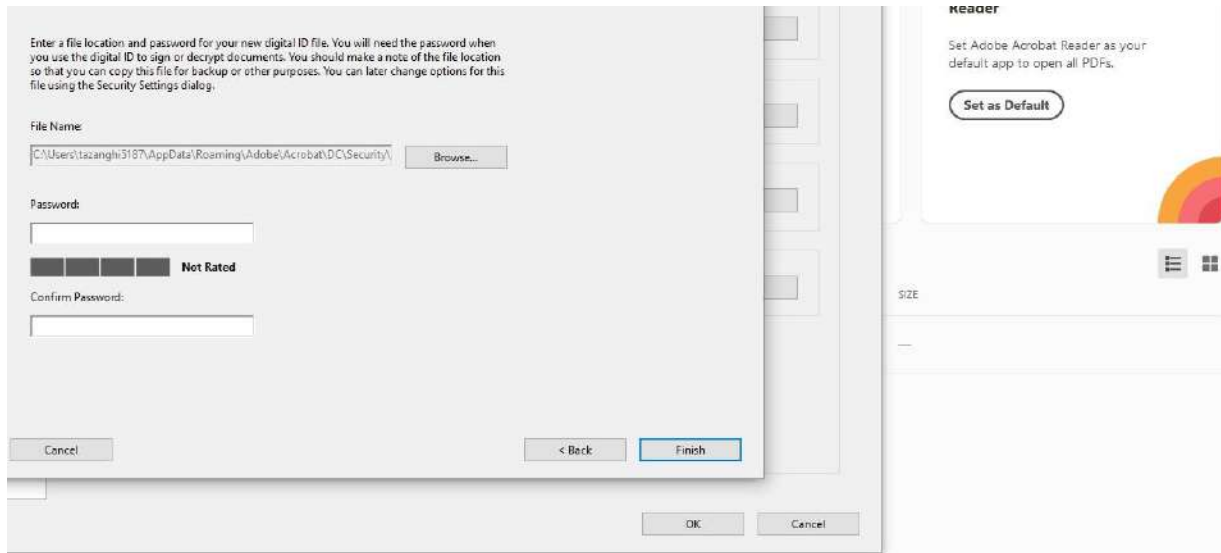 Enter a file location and password for your new digital ID file. You will need the password when
you use the digital ID to sign or decrypt documents. You should make a note of the file location
so that you can copy this file for backup or other purposes. You can later change options for this
file using the Security Settings dialog.
File Name:
C:\Users\tazanghi5187\AppData\Roaming\Adobe\Acrobat\DC\Security\
Browse...
Password:
Not Rated
Confirm Password:
Cancel
< Back
Finish
OK
Cancel
Reader
Set Adobe Acrobat Reader as your
default app to open all PDFs.
Set as Default
SIZE
—